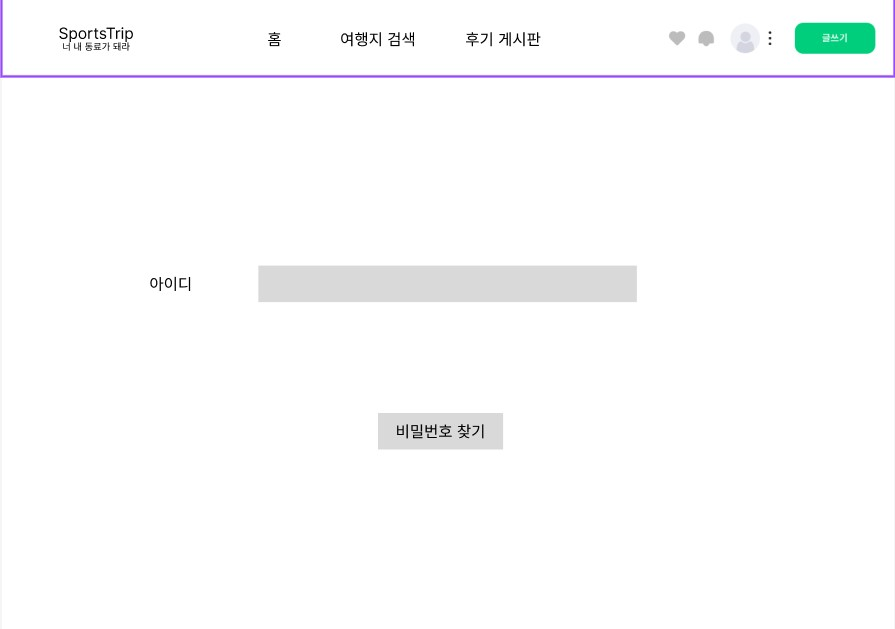 SportsTrip
너 내 동료가 돼라
홈
여행지 검색
후기 게시판
글쓰기
아이디
비밀번호 찾기